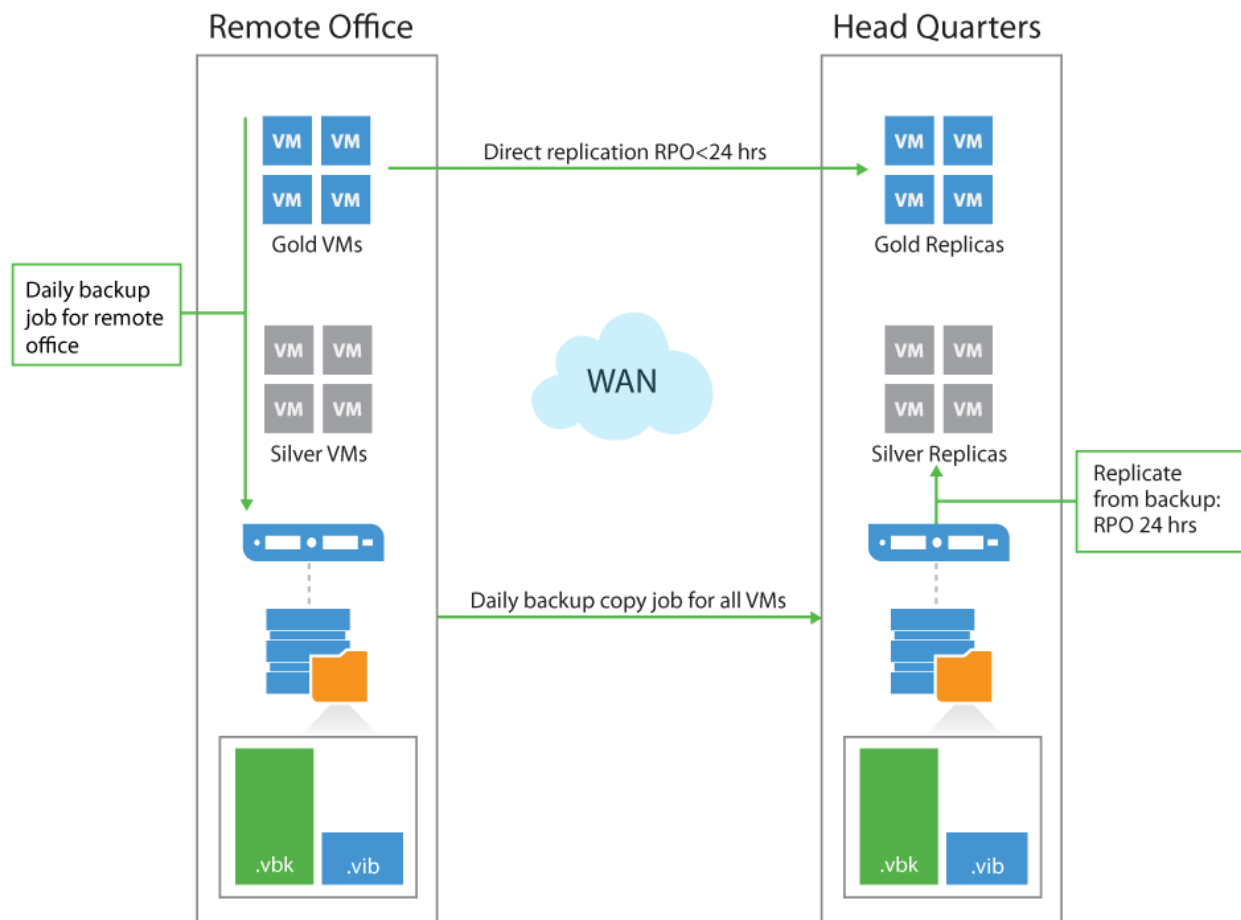 Remote Office
Head Quarters
VM VM
VM VM
Gold VMs
Direct replication RPO<24 hrs
VM VM
VM VM
Gold Replicas
Daily backup
job for remote
office
VM VM
VM VM
Silver VMs
WAN
VM VM
VM VM
Silver Replicas
Replicate
from backup:
RPO 24 hrs
Daily backup copy job for all VMs
.vbk
.vib
.vbk
.vib